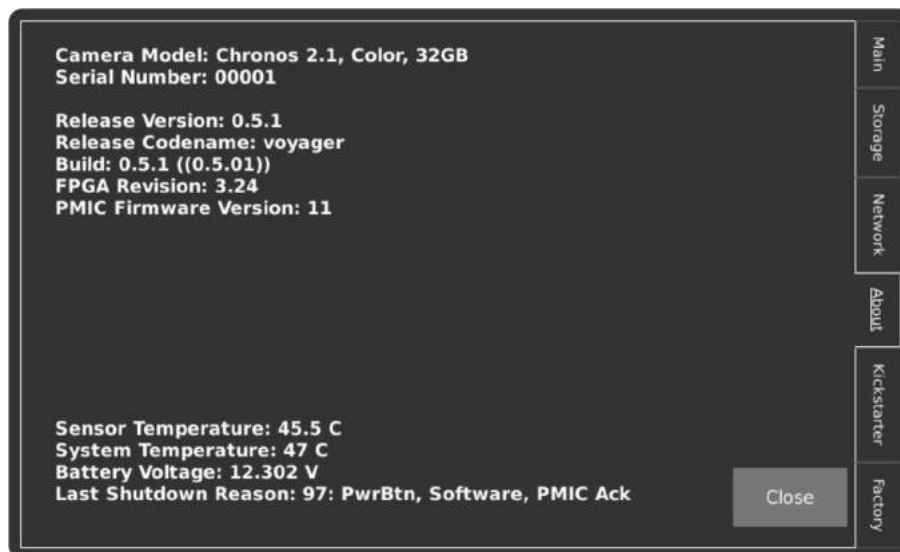 Camera Model: Chronos 2.1, Color, 32GB
Serial Number: 00001
Release Version: 0.5.1
Release Codename: voyager
Build: 0.5.1 ((0.5.01))
FPGA Revision: 3.24
PMIC Firmware Version: 11
Sensor Temperature: 45.5 C
System Temperature: 47 C
Battery Voltage: 12.302 V
Last Shutdown Reason: 97: PwrBtn, Software, PMIC Ack
Close
Main
Storage
Network
About
Kickstarter
Factory